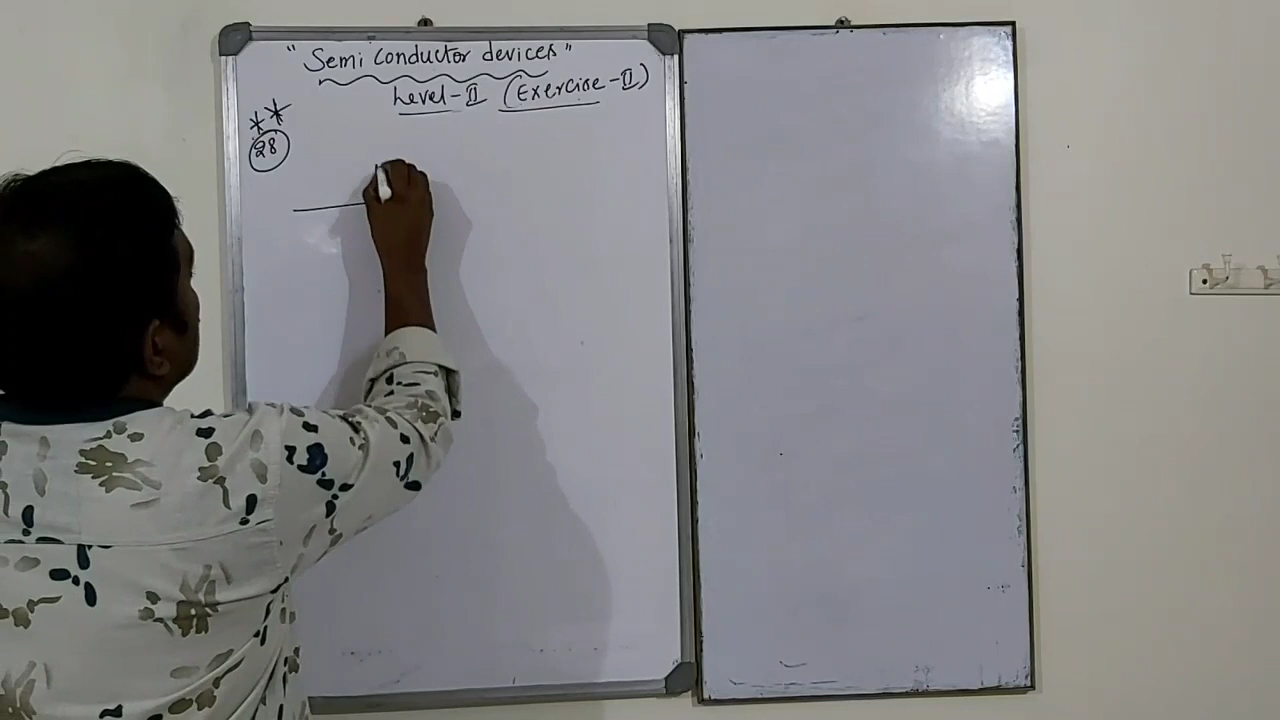 "Semi conductor devices"
Level-II (Exercise-II)
**
28